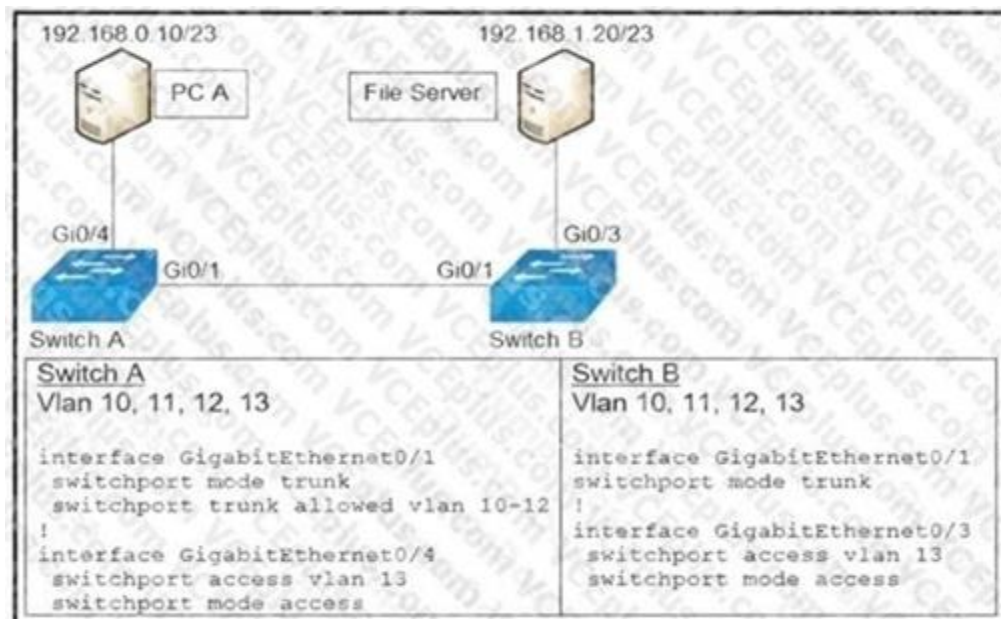 192.168.0.10/23
192.168.1.20/23
PC A
File Server
Gi0/4
Gi0/3
Gi0/1
Gi0/1
Switch A
Switch B
Switch A
Vlan 10, 11, 12, 13
interface GigabitEthernet0/1
switchport mode trunk
switchport trunk allowed vlan 10-12
!
interface GigabitEthernet0/4
switchport access vlan 13
switchport mode access
Switch B
Vlan 10, 11, 12, 13
interface GigabitEthernet0/1
switchport mode trunk
!
interface GigabitEthernet0/3
switchport access vlan 13
switchport mode access
VCEplus.com